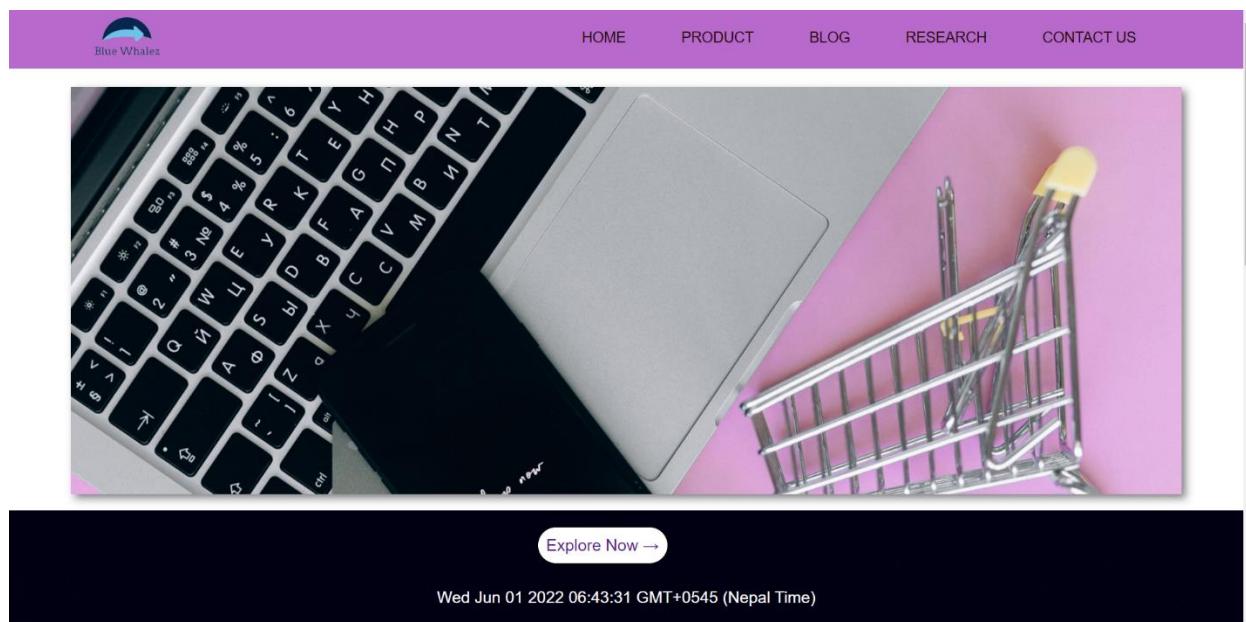 Blue Whalez
HOME PRODUCT BLOG RESEARCH CONTACT US
now
Explore Now →
Wed Jun 01 2022 06:43:31 GMT+0545 (Nepal Time)